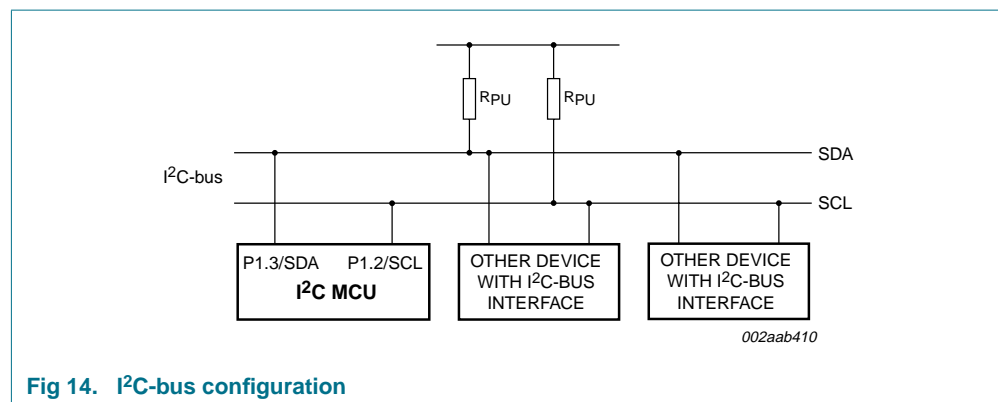 RPU RPU
SDA
I²C-bus
SCL
P1.3/SDA P1.2/SCL
I²C MCU
OTHER DEVICE
WITH I²C-BUS
INTERFACE
OTHER DEVICE
WITH I²C-BUS
INTERFACE
002aab410
Fig 14. I²C-bus configuration